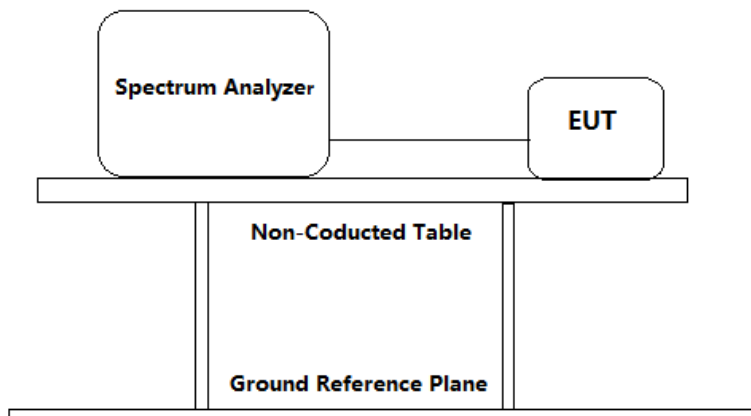 Spectrum Analyzer
EUT
Non-Coducted Table
Ground Reference Plane